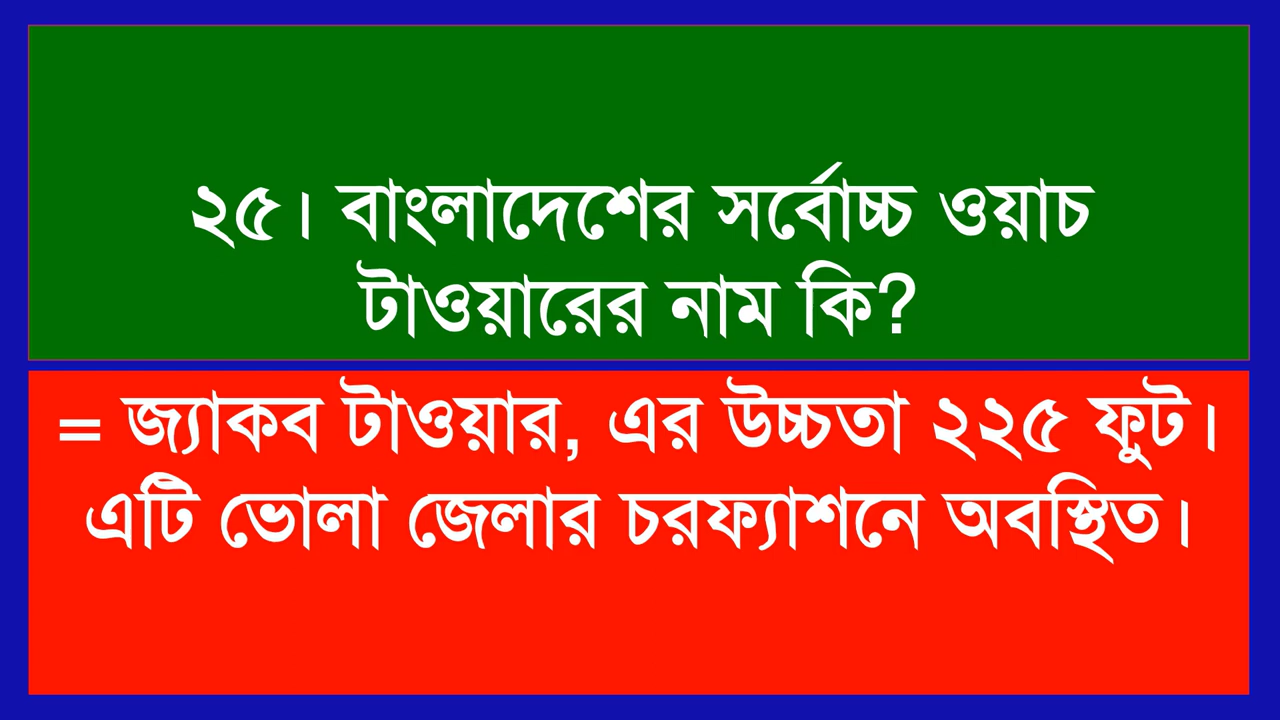 ২৫। বাংলাদেশের সর্বোচ্চ ওয়াচ
টাওয়ারের নাম কি?
= জ্যাকব টাওয়ার, এর উচ্চতা ২২৫ ফুট।
এটি ভোলা জেলার চরফ্যাশনে অবস্থিত।